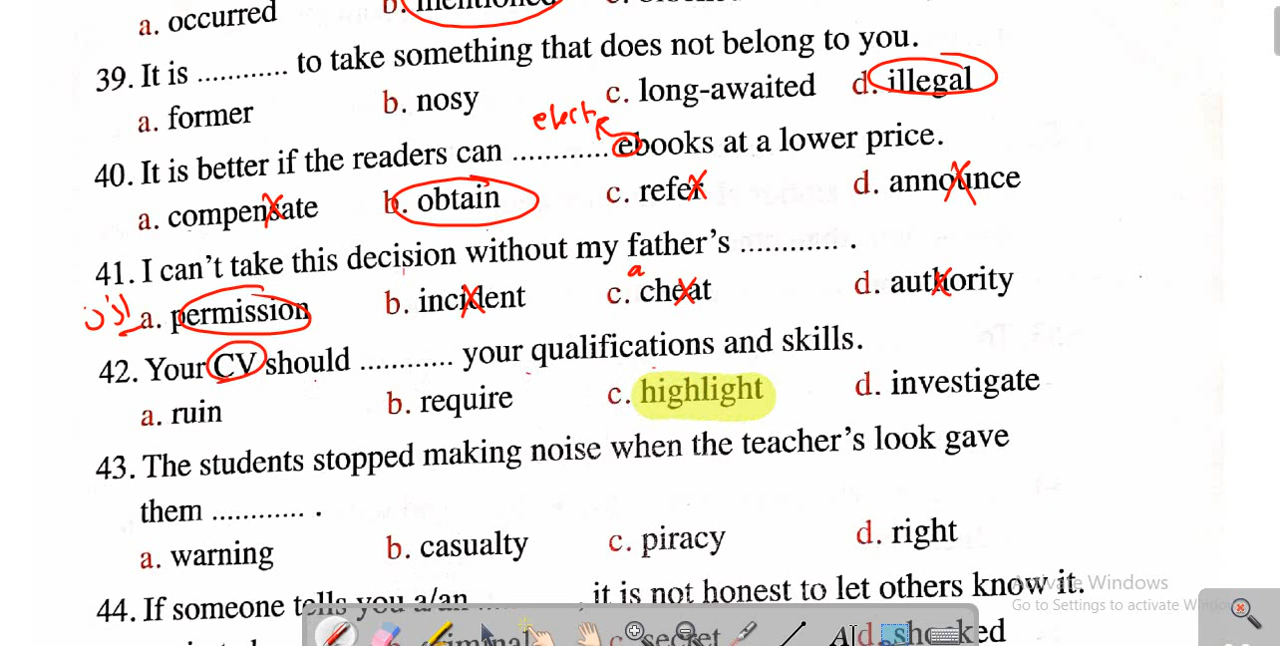 a. occurred b. mentioned
39. It is ............ to take something that does not belong to you.
a. former b. nosy c. long-awaited d. illegal
elect
40. It is better if the readers can ............ ebooks at a lower price.
a. compensate b. obtain c. refer d. announce
41. I can't take this decision without my father's ............ .
a
اذن a. permission b. incident c. cheat d. authority
42. Your CV should ............ your qualifications and skills.
a. ruin b. require c. highlight d. investigate
43. The students stopped making noise when the teacher's look gave
them ............ .
a. warning b. casualty c. piracy d. right
44. If someone tells you a/an ............, it is not honest to let others know it.
c. secret d. shocked
Activate Windows
Go to Settings to activate Windows.